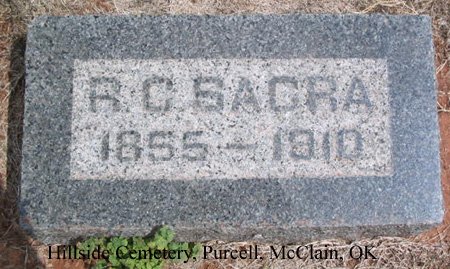 R. C. SACRA
1855 – 1910
Hillside Cemetery, Purcell, McClain, OK